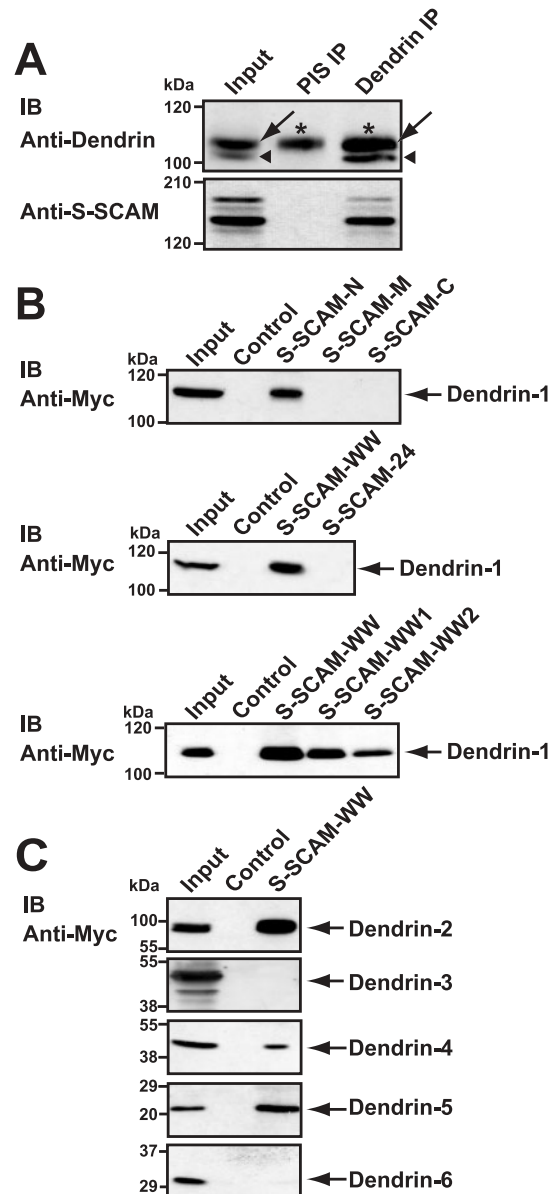 A
Input
PIS IP
Dendrin IP
kDa
IB
Anti-Dendrin
120
*
*
100
Anti-S-SCAM
210
120
B
Input
Control
S-SCAM-N
S-SCAM-M
S-SCAM-C
kDa
IB
Anti-Myc
120
100
Dendrin-1
Input
Control
S-SCAM-WW
S-SCAM-24
kDa
IB
Anti-Myc
120
100
Dendrin-1
Input
Control
S-SCAM-WW
S-SCAM-WW1
S-SCAM-WW2
kDa
IB
Anti-Myc
120
100
Dendrin-1
C
Input
Control
S-SCAM-WW
kDa
IB
Anti-Myc
100
55
Dendrin-2
55
38
Dendrin-3
55
38
Dendrin-4
29
20
Dendrin-5
37
29
Dendrin-6